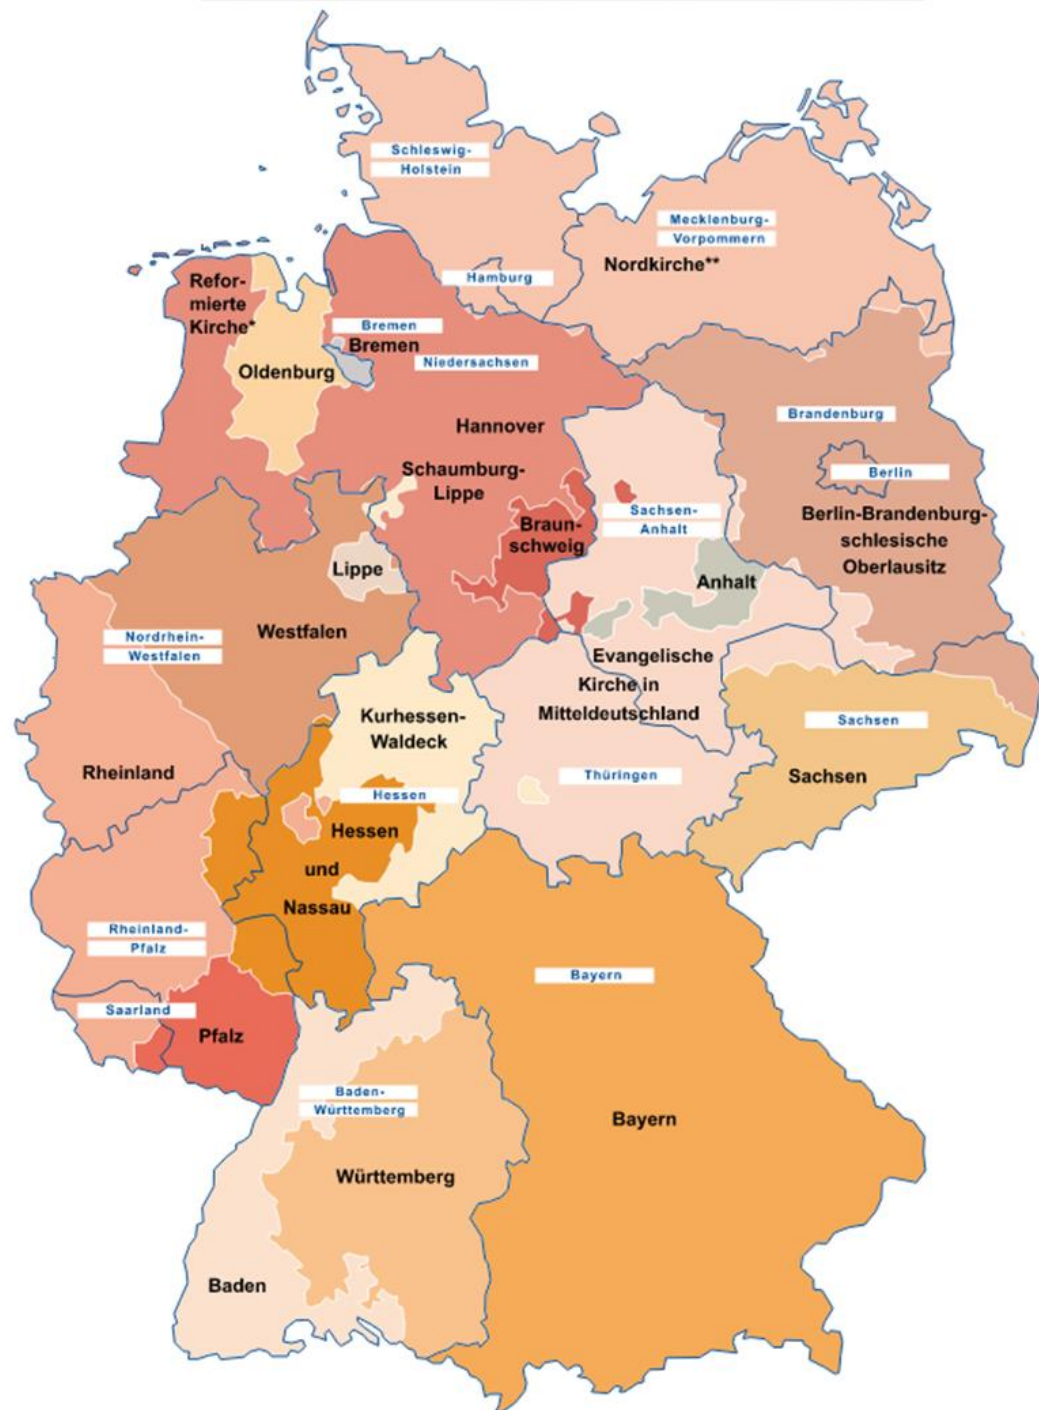 Schleswig-
Holstein
Mecklenburg-
Vorpommern
Nordkirche**
Hamburg
Refor-
mierte
Kirche*
Bremen
Bremen
Niedersachsen
Oldenburg
Brandenburg
Hannover
Schaumburg-
Lippe
Berlin
Sachsen-
Anhalt
Braun-
schweig
Berlin-Brandenburg-
schlesische
Oberlausitz
Lippe
Anhalt
Westfalen
Nordrhein-
Westfalen
Evangelische
Kirche in
Mitteldeutschland
Kurhessen-
Waldeck
Sachsen
Rheinland
Thüringen
Sachsen
Hessen
Hessen
und
Nassau
Rheinland-
Pfalz
Bayern
Saarland
Pfalz
Baden-
Württemberg
Bayern
Württemberg
Baden